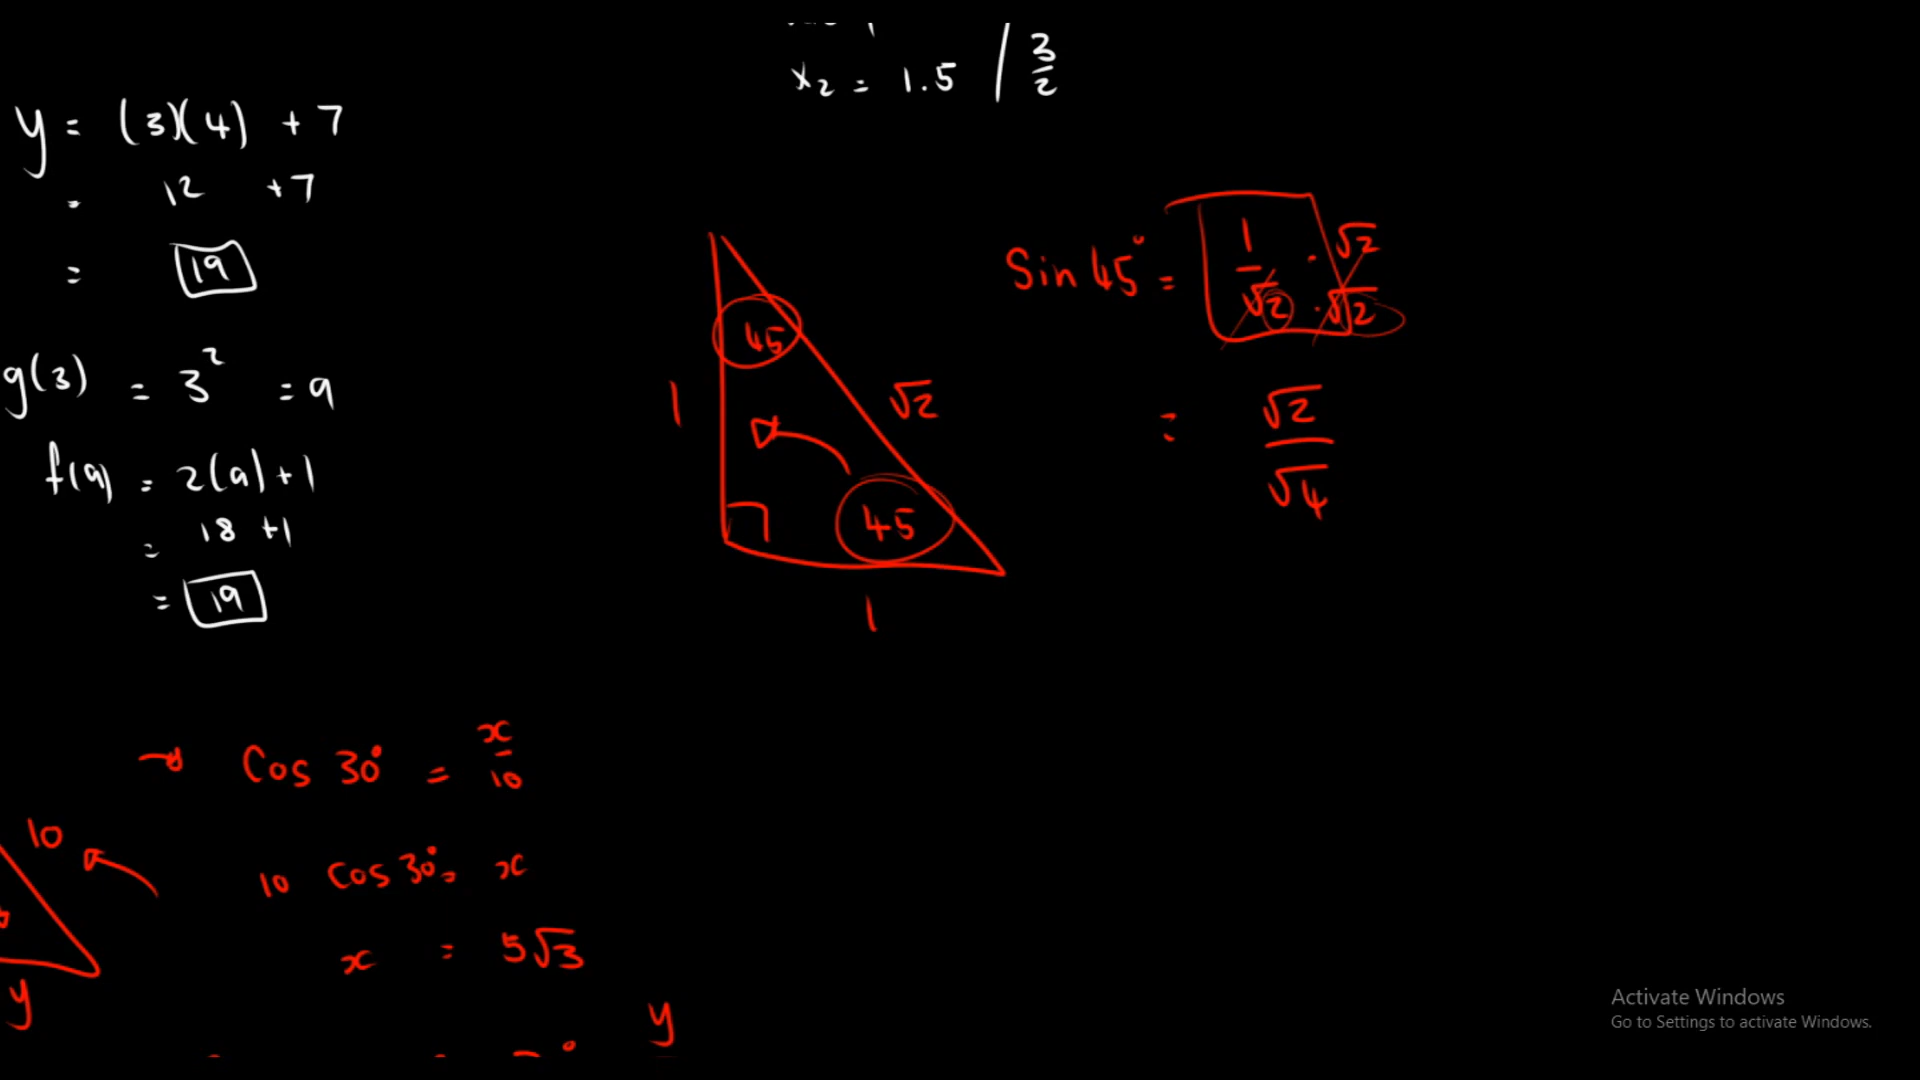 x₂ = 1.5 / 3/2
y = (3)(4) + 7
= 12 + 7
= 19
g(3) = 3² = 9
f(9) = 2(9) + 1
= 18 + 1
= 19
45
1
√2
45
1
Sin 45° = 1/√2 · √2/√2
= √2/√4
→ Cos 30° = x/10
10 Cos 30° = x
x = 5√3
10
y
y
Activate Windows
Go to Settings to activate Windows.